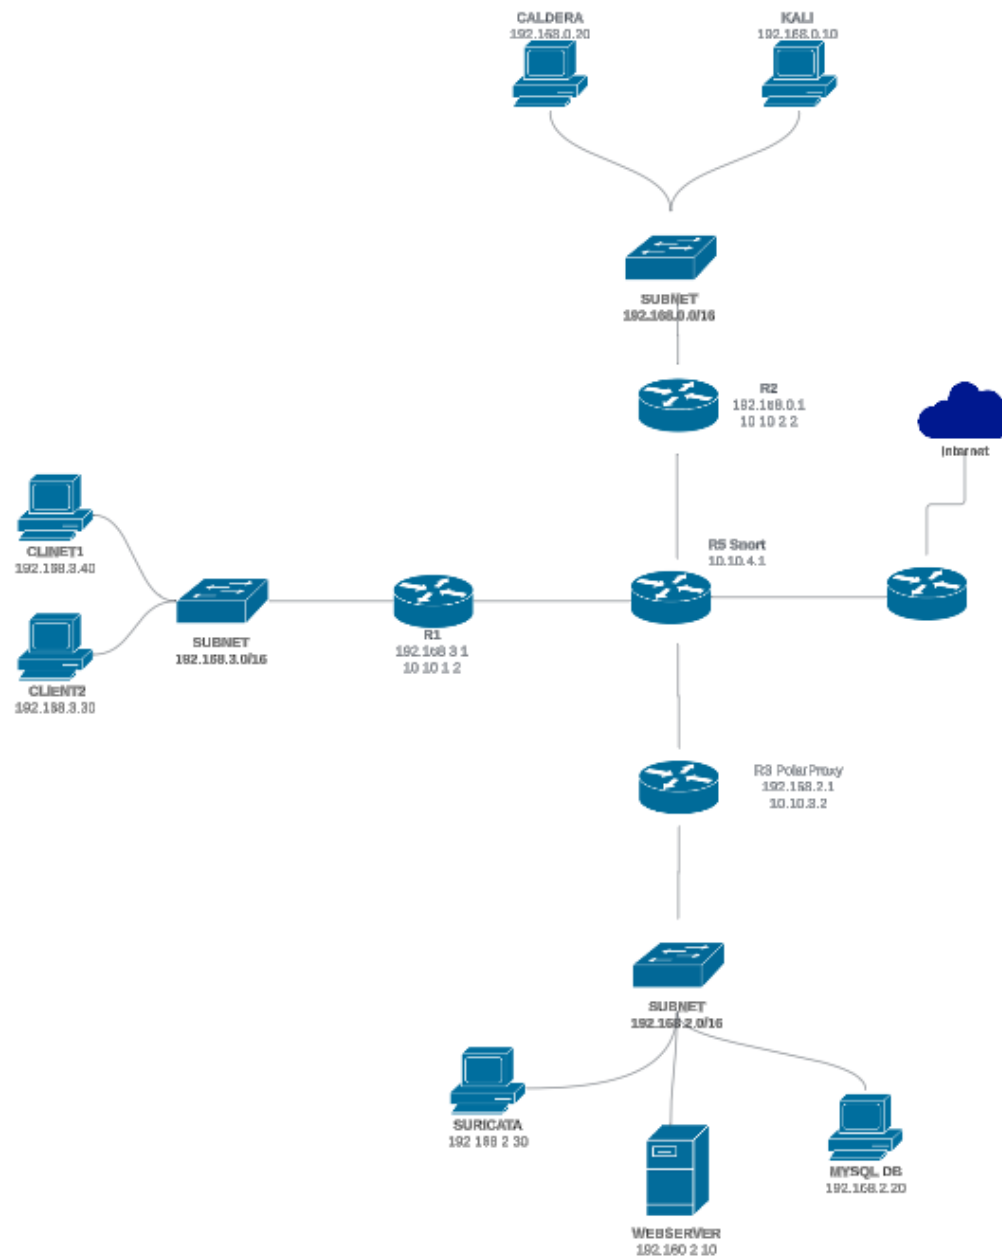 CALDERA
192.168.0.20
KALI
192.168.0.10
SUBNET
192.168.0.0/16
R2
192.168.0.1
10 10 2 2
Internet
CLINET1
192.168.3.40
R5 Snort
10.10.4.1
SUBNET
192.168.3.0/16
R1
192.168 3 1
10 10 1 2
CLIENT2
192.168.3.30
R3 PolarProxy
192.168.2.1
10.10.3.2
SUBNET
192.168.2.0/16
SURICATA
192 168 2 30
MYSQL DB
192.168.2.20
WEBSERVER
192.160 2 10